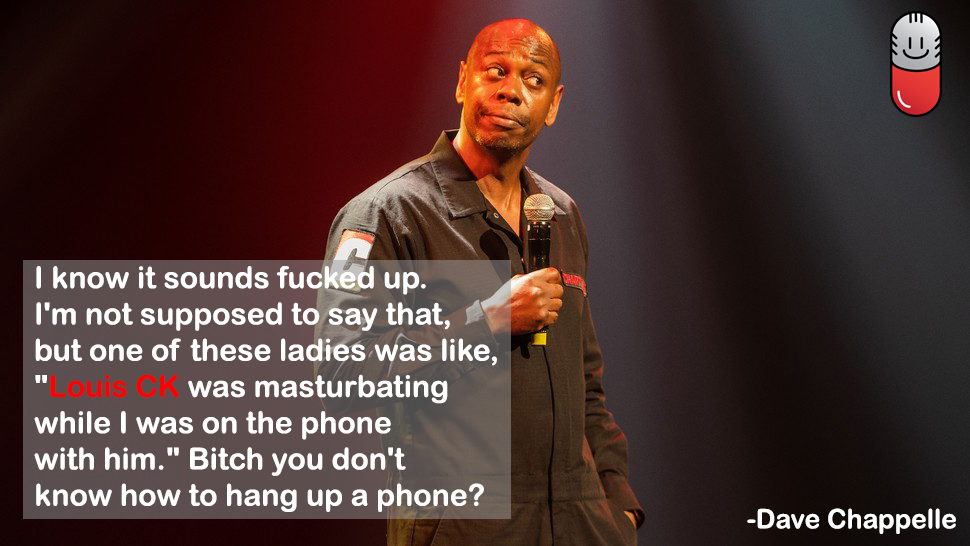 I know it sounds fucked up.
I'm not supposed to say that,
but one of these ladies was like,
"Louis CK was masturbating
while I was on the phone
with him." Bitch you don't
know how to hang up a phone?
-Dave Chappelle
C